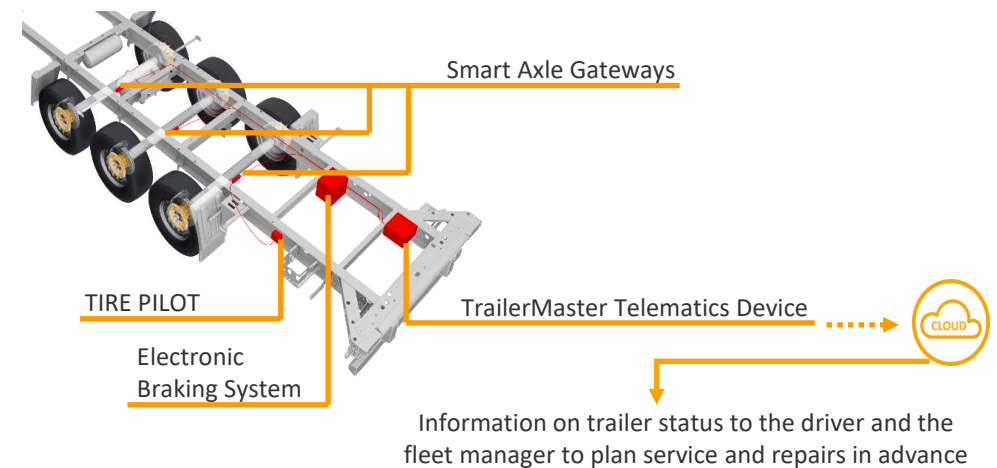 Smart Axle Gateways
TIRE PILOT
TrailerMaster Telematics Device
CLOUD
Electronic
Braking System
Information on trailer status to the driver and the
fleet manager to plan service and repairs in advance